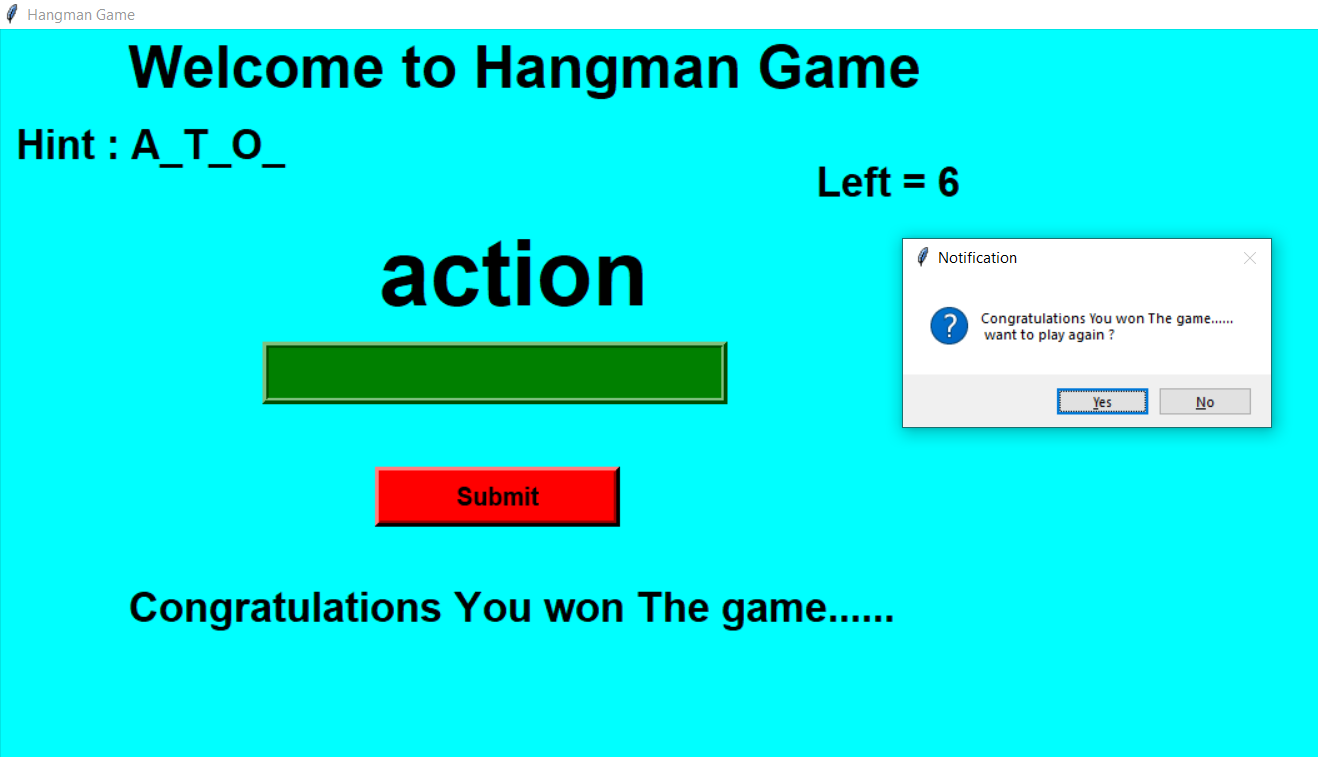 Hangman Game
Welcome to Hangman Game
Hint : A_T_O_
Left = 6
action
Notification
Congratulations You won The game......
want to play again ?
Yes
No
Submit
Congratulations You won The game......